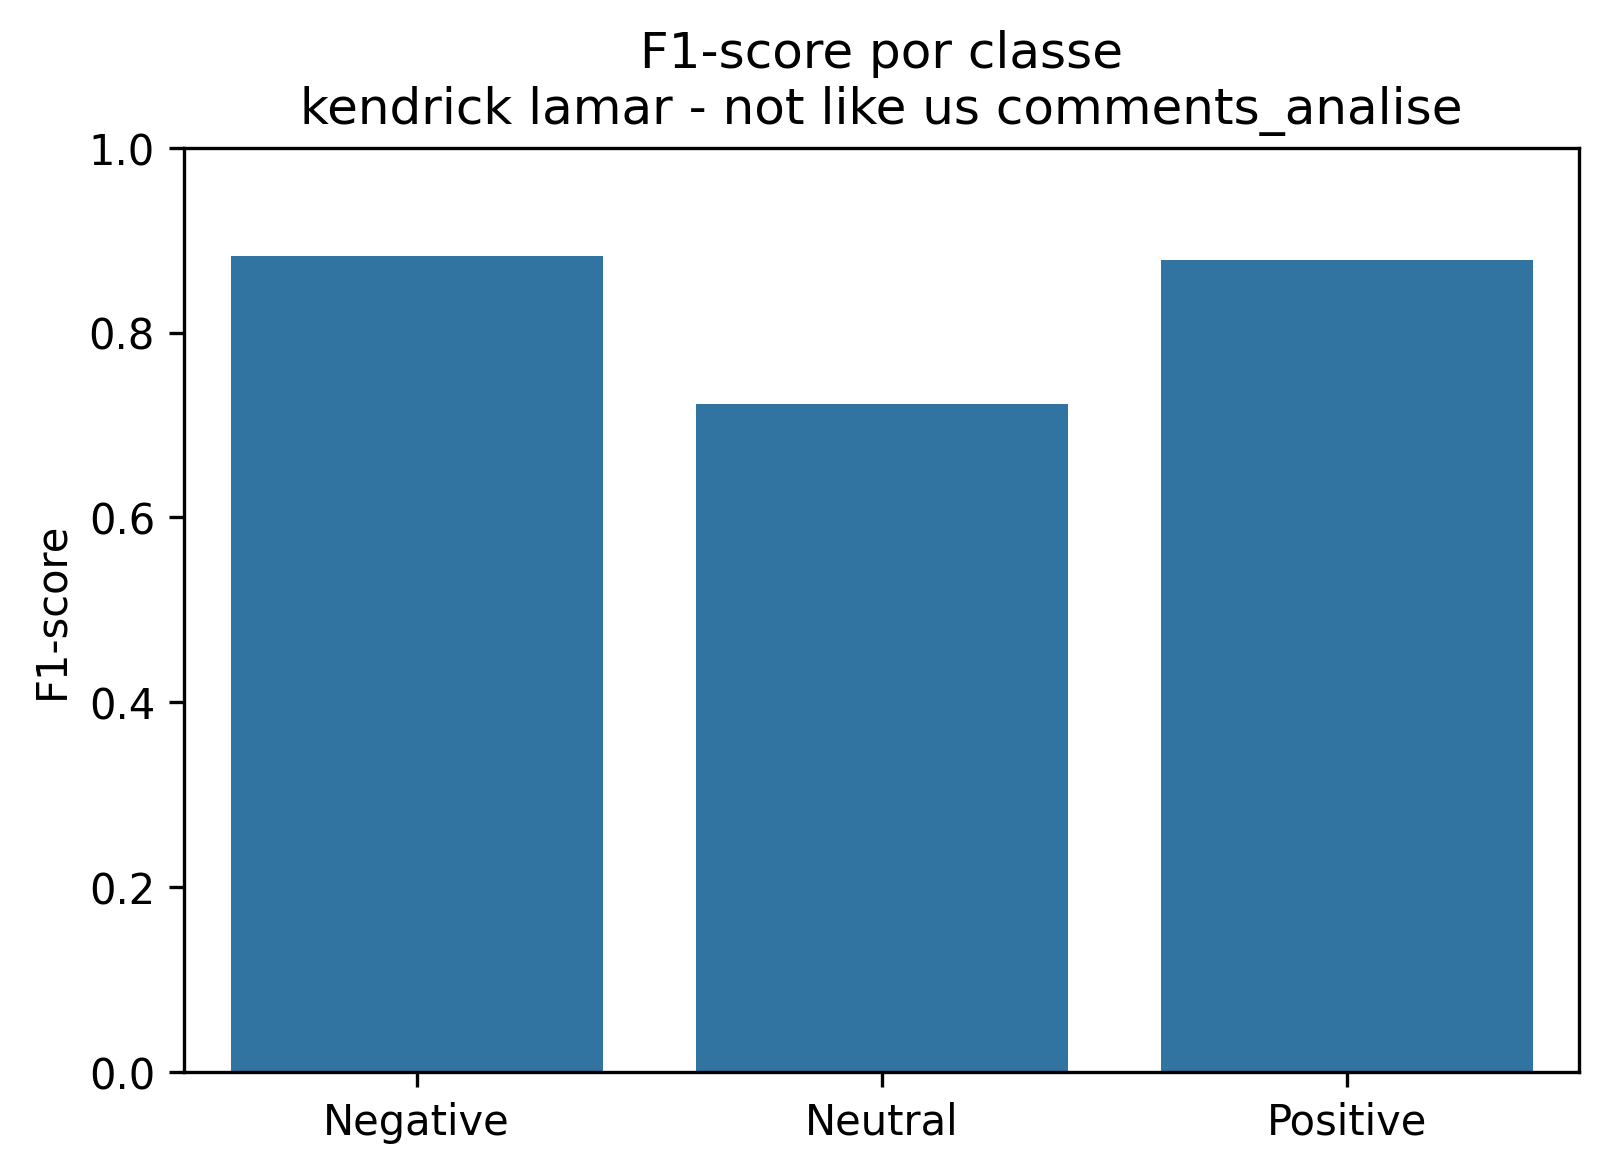 F1-score por classe
kendrick lamar - not like us comments_analise
1.0
0.8
0.6
0.4
0.2
0.0
F1-score
Negative
Neutral
Positive